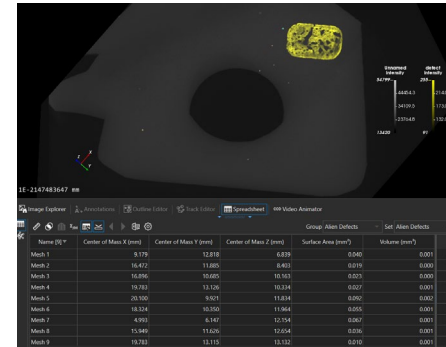 Unnamed defect
Intensity Intensity
54799 255
44454.3
34109.5
23764.8
13420
1E-2147483647 mm
Image Explorer Annotations Outline Editor Track Editor Spreadsheet Video Animator
Group Alien Defects Set Alien Defects
Name [9] Center of Mass X (mm) Center of Mass Y (mm) Center of Mass Z (mm) Surface Area (mm²) Volume (mm³)
Mesh 1 9.179 12.818 6.839 0.040 0.001
Mesh 2 16.472 11.885 8.403 0.019 0.000
Mesh 3 16.896 10.685 10.163 0.023 0.000
Mesh 4 19.783 13.126 10.334 0.027 0.001
Mesh 5 20.100 9.921 11.834 0.092 0.002
Mesh 6 18.324 10.350 11.964 0.055 0.001
Mesh 7 4.993 6.147 12.154 0.067 0.001
Mesh 8 15.949 11.626 12.654 0.036 0.001
Mesh 9 19.783 13.115 13.132 0.010 0.001